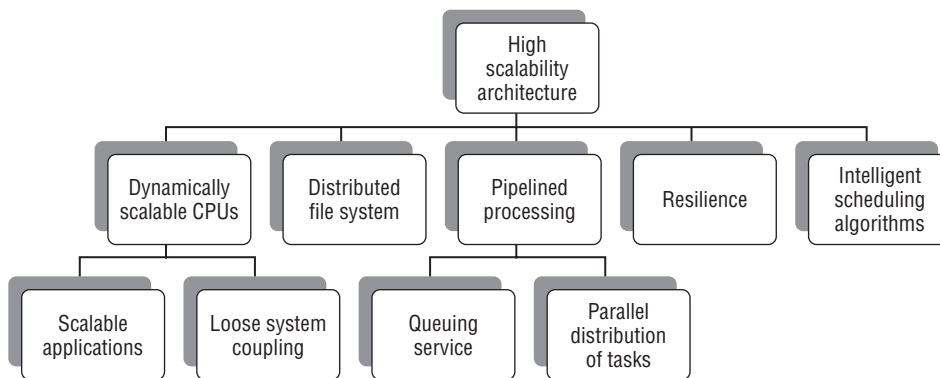 High
scalability
architecture
Dynamically
scalable CPUs
Distributed
file system
Pipelined
processing
Resilience
Intelligent
scheduling
algorithms
Scalable
applications
Loose system
coupling
Queuing
service
Parallel
distribution
of tasks